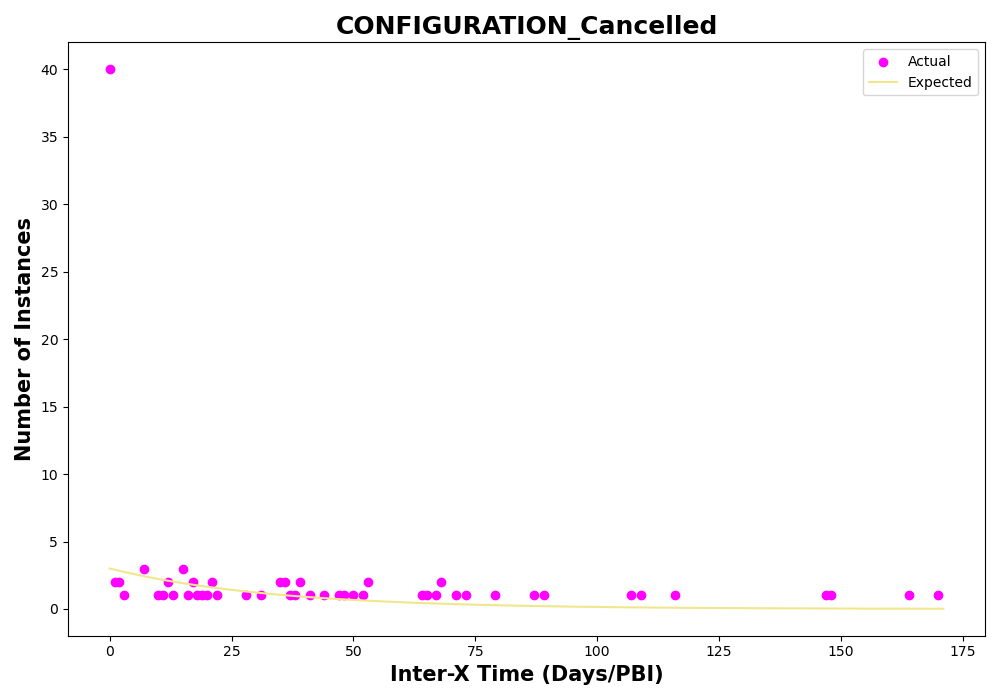 CONFIGURATION_Cancelled
Actual
Expected
40
35
30
25
20
15
10
5
0
Number of Instances
0 25 50 75 100 125 150 175
Inter-X Time (Days/PBI)